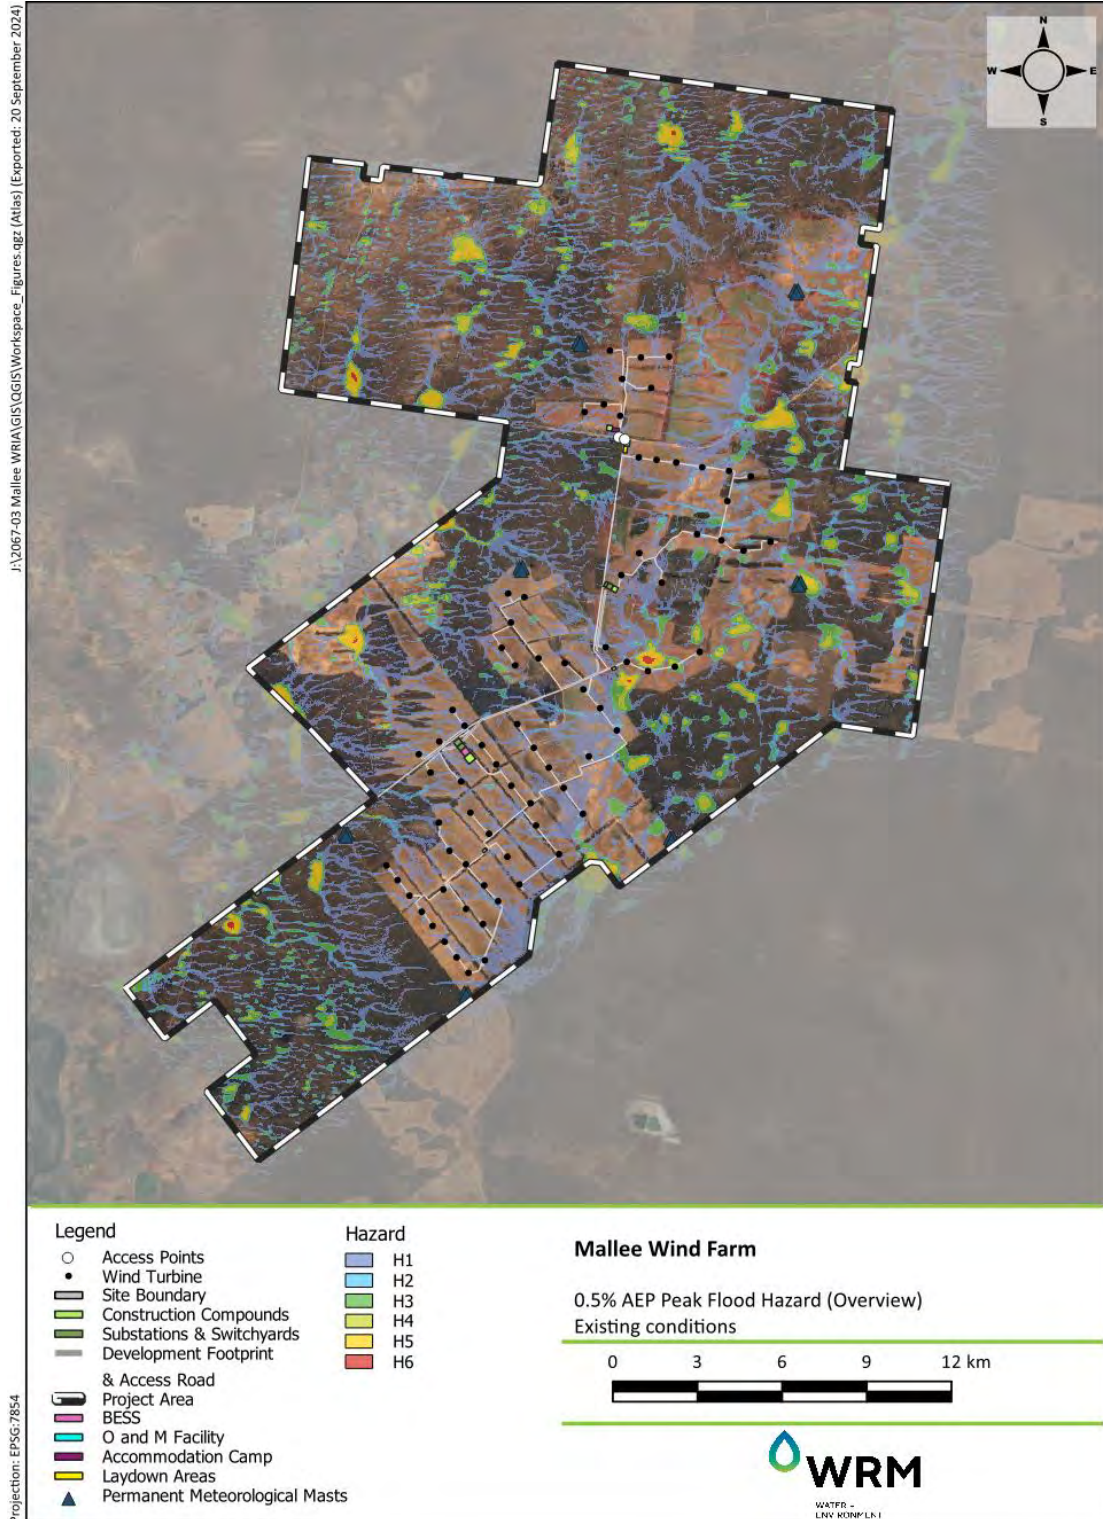 J:\2067-03 Mallee WRIA\GIS\QGIS\Workspace_Figures.qgz (Atlas) (Exported: 20 September 2024)
Projection: EPSG:7854
N
W
E
S
Legend
Access Points
Wind Turbine
Site Boundary
Construction Compounds
Substations & Switchyards
Development Footprint
& Access Road
Project Area
BESS
O and M Facility
Accommodation Camp
Laydown Areas
Permanent Meteorological Masts
Hazard
H1
H2
H3
H4
H5
H6
Mallee Wind Farm
0.5% AEP Peak Flood Hazard (Overview)
Existing conditions
0 3 6 9 12 km
WRM
WATER +
ENVIRONMENT